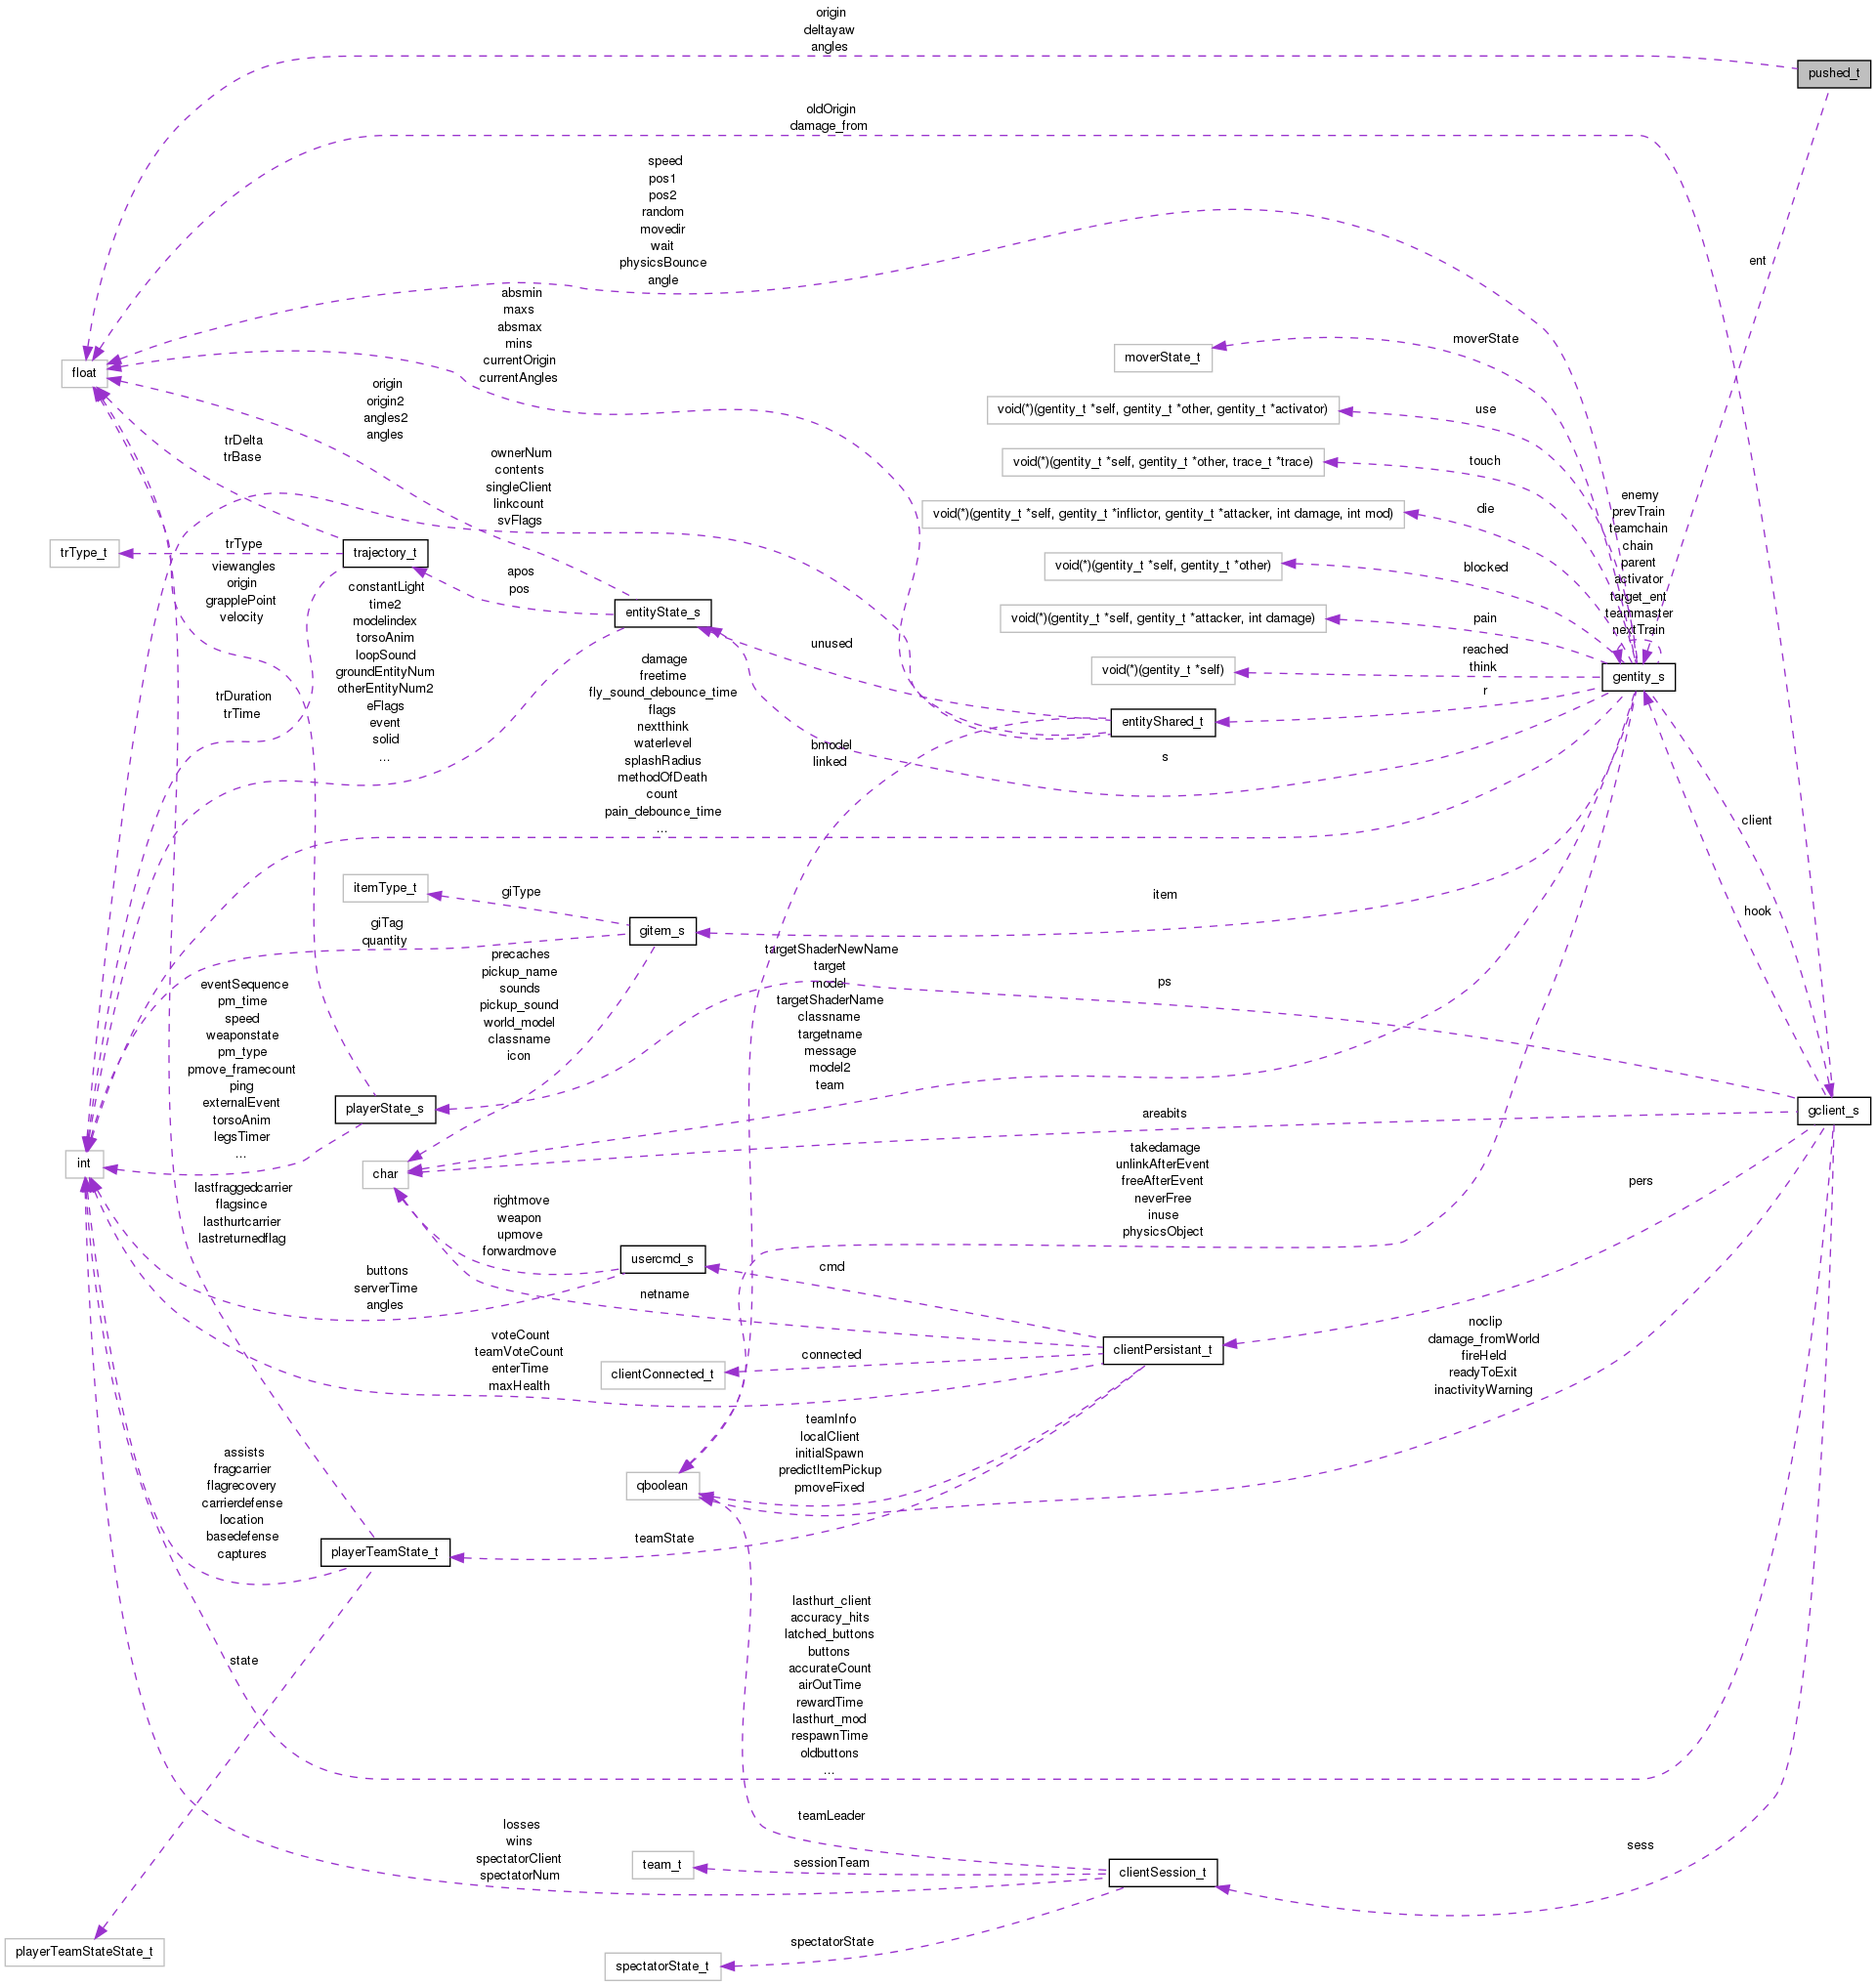 origin
deltayaw
angles
pushed_t
oldOrigin
damage_from
speed
pos1
pos2
random
movedir
wait
physicsBounce
angle
ent
absmin
maxs
absmax
mins
currentOrigin
currentAngles
moverState
moverState_t
float
origin
origin2
angles2
angles
use
void(*)(gentity_t *self, gentity_t *other, gentity_t *activator)
trDelta
trBase
ownerNum
contents
singleClient
linkcount
svFlags
touch
void(*)(gentity_t *self, gentity_t *other, trace_t *trace)
die
void(*)(gentity_t *self, gentity_t *inflictor, gentity_t *attacker, int damage, int mod)
enemy
prevTrain
teamchain
chain
parent
activator
target_ent
teammaster
nextTrain
trType_t
trType
trajectory_t
viewangles
origin
grapplePoint
velocity
apos
pos
blocked
void(*)(gentity_t *self, gentity_t *other)
constantLight
time2
modelindex
torsoAnim
loopSound
groundEntityNum
otherEntityNum2
eFlags
event
solid
...
entityState_s
pain
void(*)(gentity_t *self, gentity_t *attacker, int damage)
unused
reached
think
void(*)(gentity_t *self)
gentity_s
r
trDuration
trTime
damage
freetime
fly_sound_debounce_time
flags
nextthink
waterlevel
splashRadius
methodOfDeath
count
pain_debounce_time
...
entityShared_t
bmodel
linked
s
client
itemType_t
giType
item
giTag
quantity
gitem_s
hook
precaches
pickup_name
sounds
pickup_sound
world_model
classname
icon
targetShaderNewName
target
model
targetShaderName
classname
targetname
message
model2
team
ps
eventSequence
pm_time
speed
weaponstate
pm_type
pmove_framecount
ping
externalEvent
torsoAnim
legsTimer
...
playerState_s
areabits
gclient_s
int
char
takedamage
unlinkAfterEvent
freeAfterEvent
neverFree
inuse
physicsObject
pers
lastfraggedcarrier
flagsince
lasthurtcarrier
lastreturnedflag
rightmove
weapon
upmove
forwardmove
usercmd_s
cmd
buttons
serverTime
angles
netname
noclip
damage_fromWorld
fireHeld
readyToExit
inactivityWarning
voteCount
teamVoteCount
enterTime
maxHealth
clientConnected_t
connected
clientPersistant_t
teamInfo
localClient
initialSpawn
predictItemPickup
pmoveFixed
qboolean
assists
fragcarrier
flagrecovery
carrierdefense
location
basedefense
captures
playerTeamState_t
teamState
lasthurt_client
accuracy_hits
latched_buttons
buttons
accurateCount
airOutTime
rewardTime
lasthurt_mod
respawnTime
oldbuttons
...
state
teamLeader
losses
wins
spectatorClient
spectatorNum
team_t
sessionTeam
clientSession_t
sess
playerTeamStateState_t
spectatorState
spectatorState_t